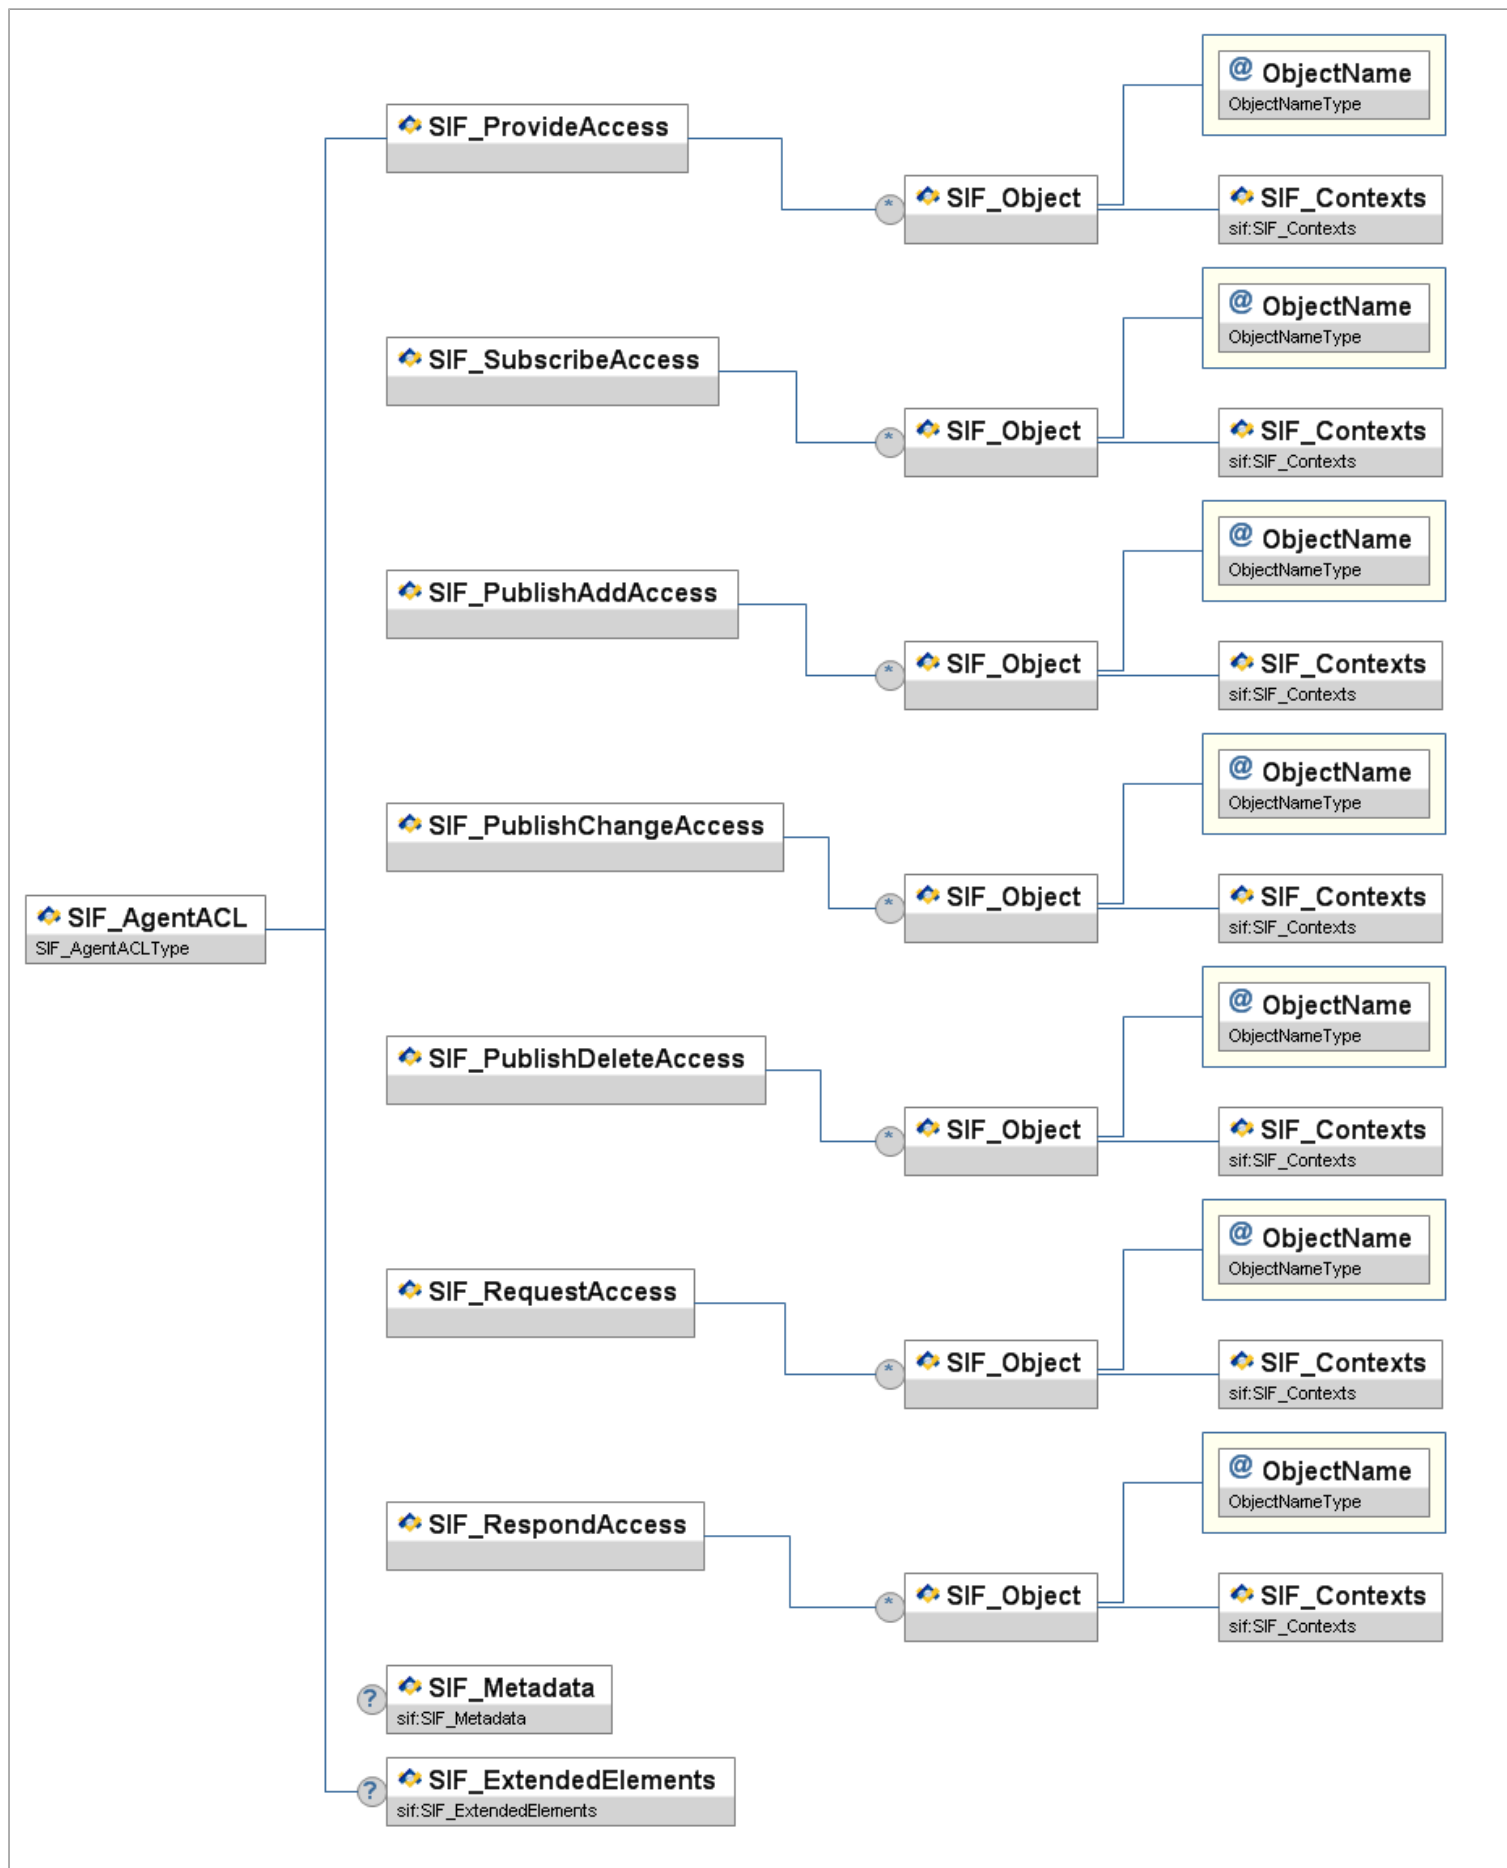 @ ObjectName
ObjectNameType
SIF_ProvideAccess
* SIF_Object
SIF_Contexts
sif:SIF_Contexts
@ ObjectName
ObjectNameType
SIF_SubscribeAccess
* SIF_Object
SIF_Contexts
sif:SIF_Contexts
@ ObjectName
ObjectNameType
SIF_PublishAddAccess
* SIF_Object
SIF_Contexts
sif:SIF_Contexts
@ ObjectName
ObjectNameType
SIF_PublishChangeAccess
* SIF_Object
SIF_Contexts
sif:SIF_Contexts
SIF_AgentACL
SIF_AgentACLType
@ ObjectName
ObjectNameType
SIF_PublishDeleteAccess
* SIF_Object
SIF_Contexts
sif:SIF_Contexts
@ ObjectName
ObjectNameType
SIF_RequestAccess
* SIF_Object
SIF_Contexts
sif:SIF_Contexts
@ ObjectName
ObjectNameType
SIF_RespondAccess
* SIF_Object
SIF_Contexts
sif:SIF_Contexts
? SIF_Metadata
sif:SIF_Metadata
? SIF_ExtendedElements
sif:SIF_ExtendedElements